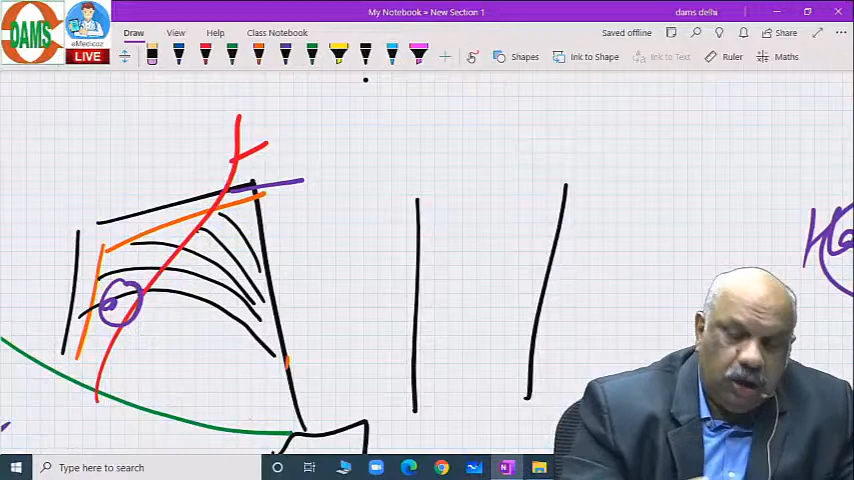 DAMS
eMedicoz
LIVE
My Notebook » New Section 1
dams delhi
Draw View Help Class Notebook
Saved offline
Share
Shapes
Ink to Shape
Ink to Text
Ruler
Maths
Type here to search